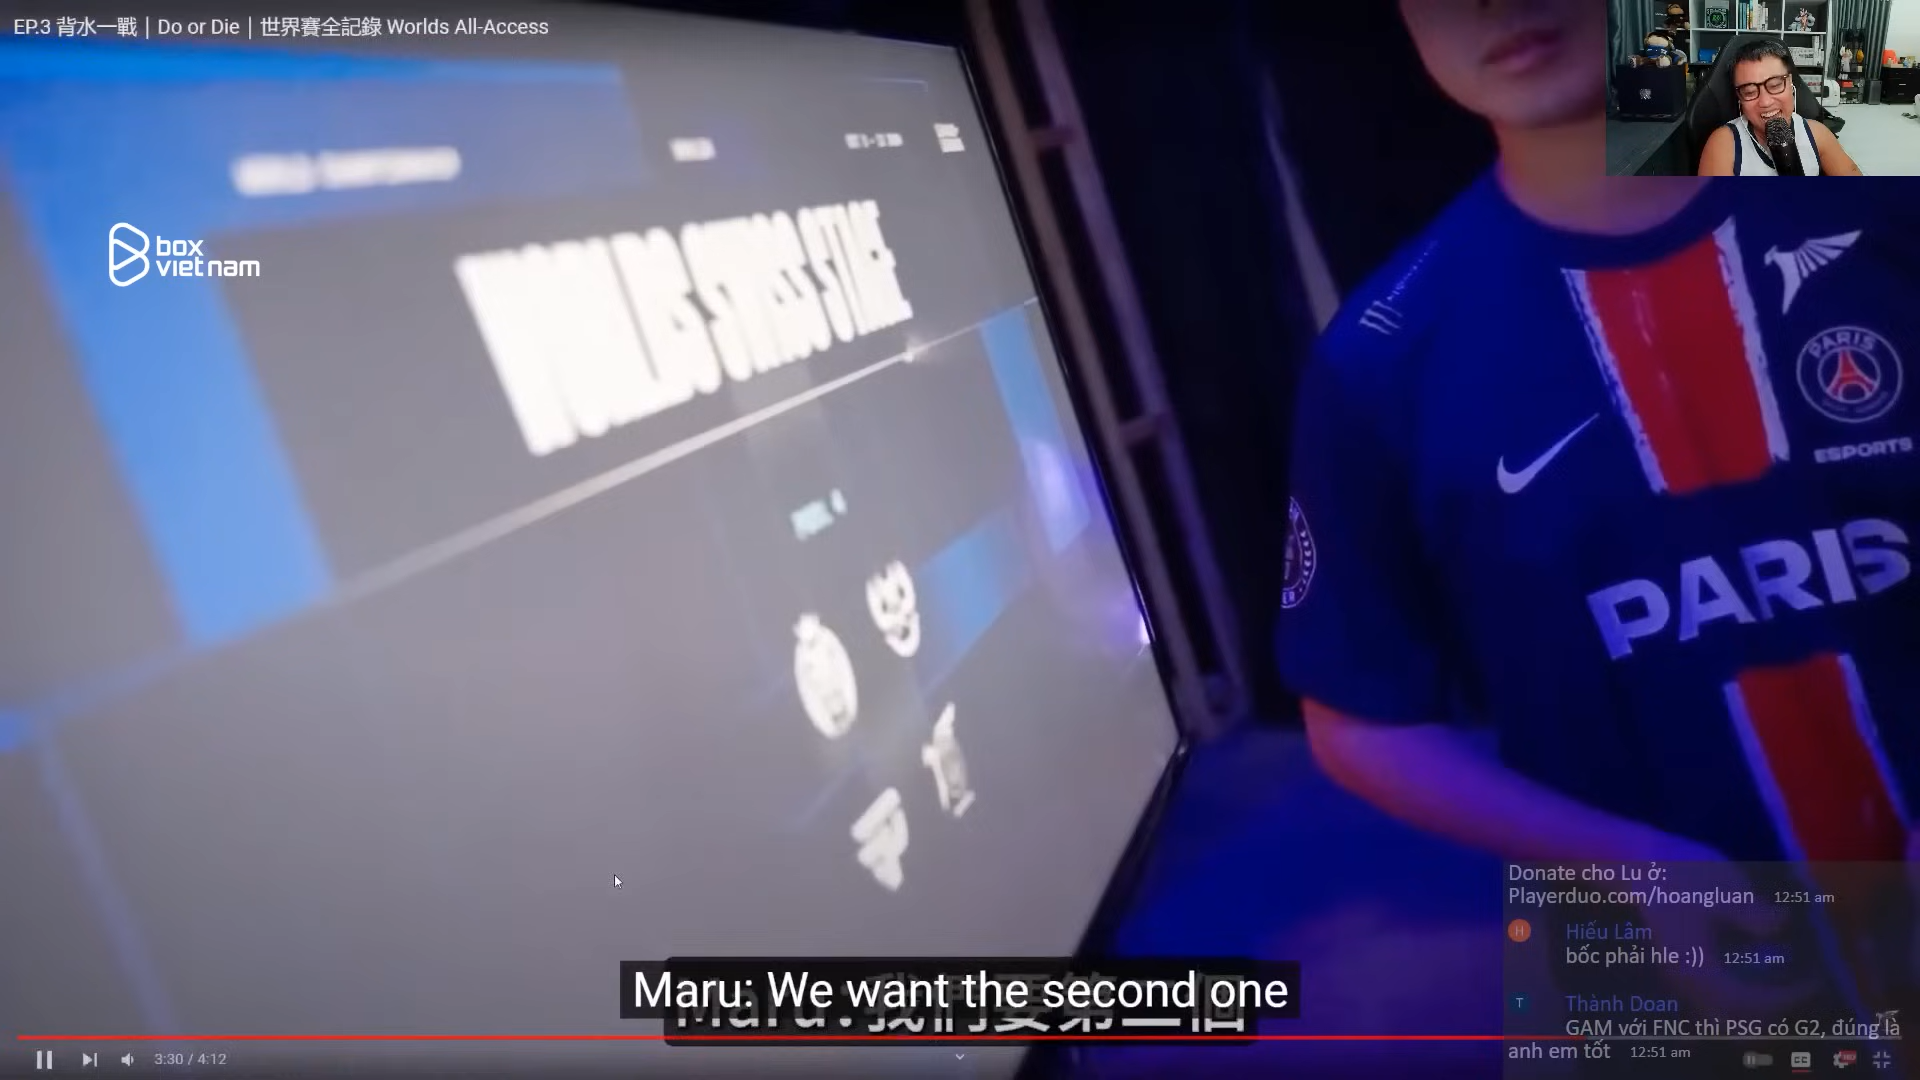 EP.3 背水一戰｜Do or Die｜世界賽全記錄 Worlds All-Access
box
viet nam
WORLDS SWISS STAGE
PARIS
ESPORTS
PARIS
Maru: We want the second one
Maru：我們要第二個
3:30 / 4:12
Donate cho Lu ở:
Playerduo.com/hoangluan 12:51 am
H
Hiếu Lâm
bốc phải hle :)) 12:51 am
T
Thành Doan
GAM với FNC thì PSG có G2, đúng là
anh em tốt 12:51 am